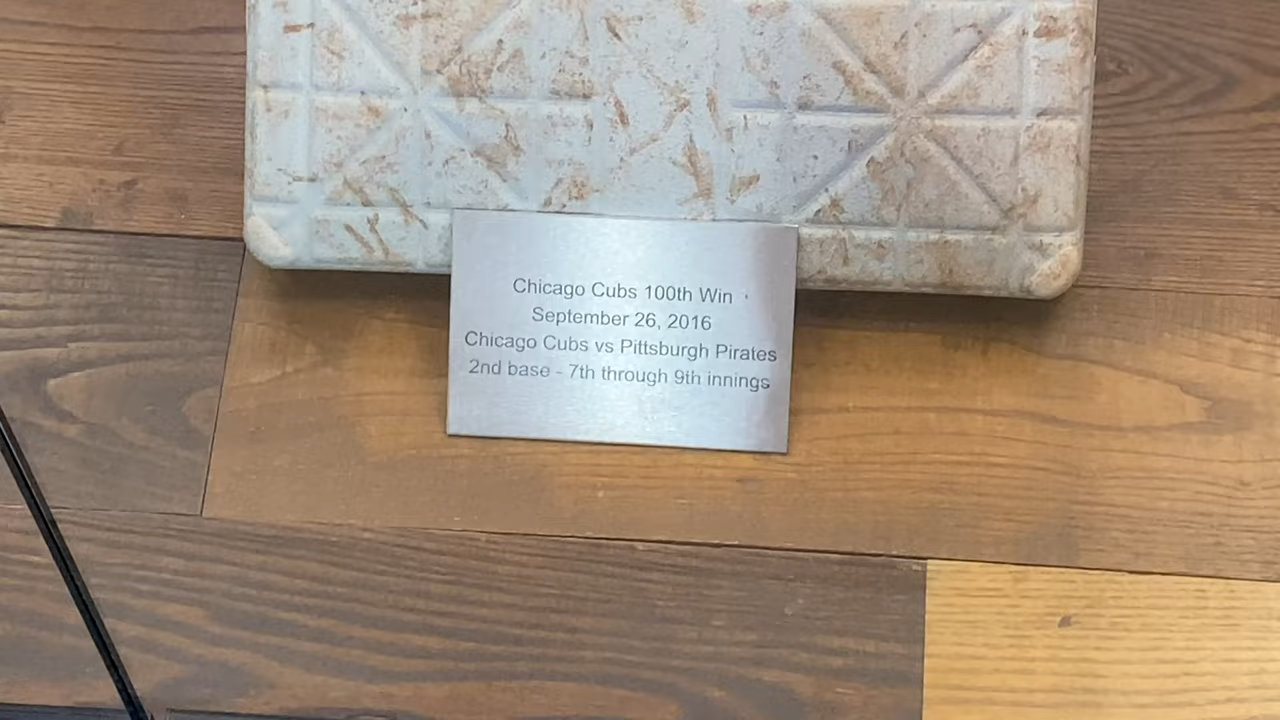 Chicago Cubs 100th Win
September 26, 2016
Chicago Cubs vs Pittsburgh Pirates
2nd base - 7th through 9th innings